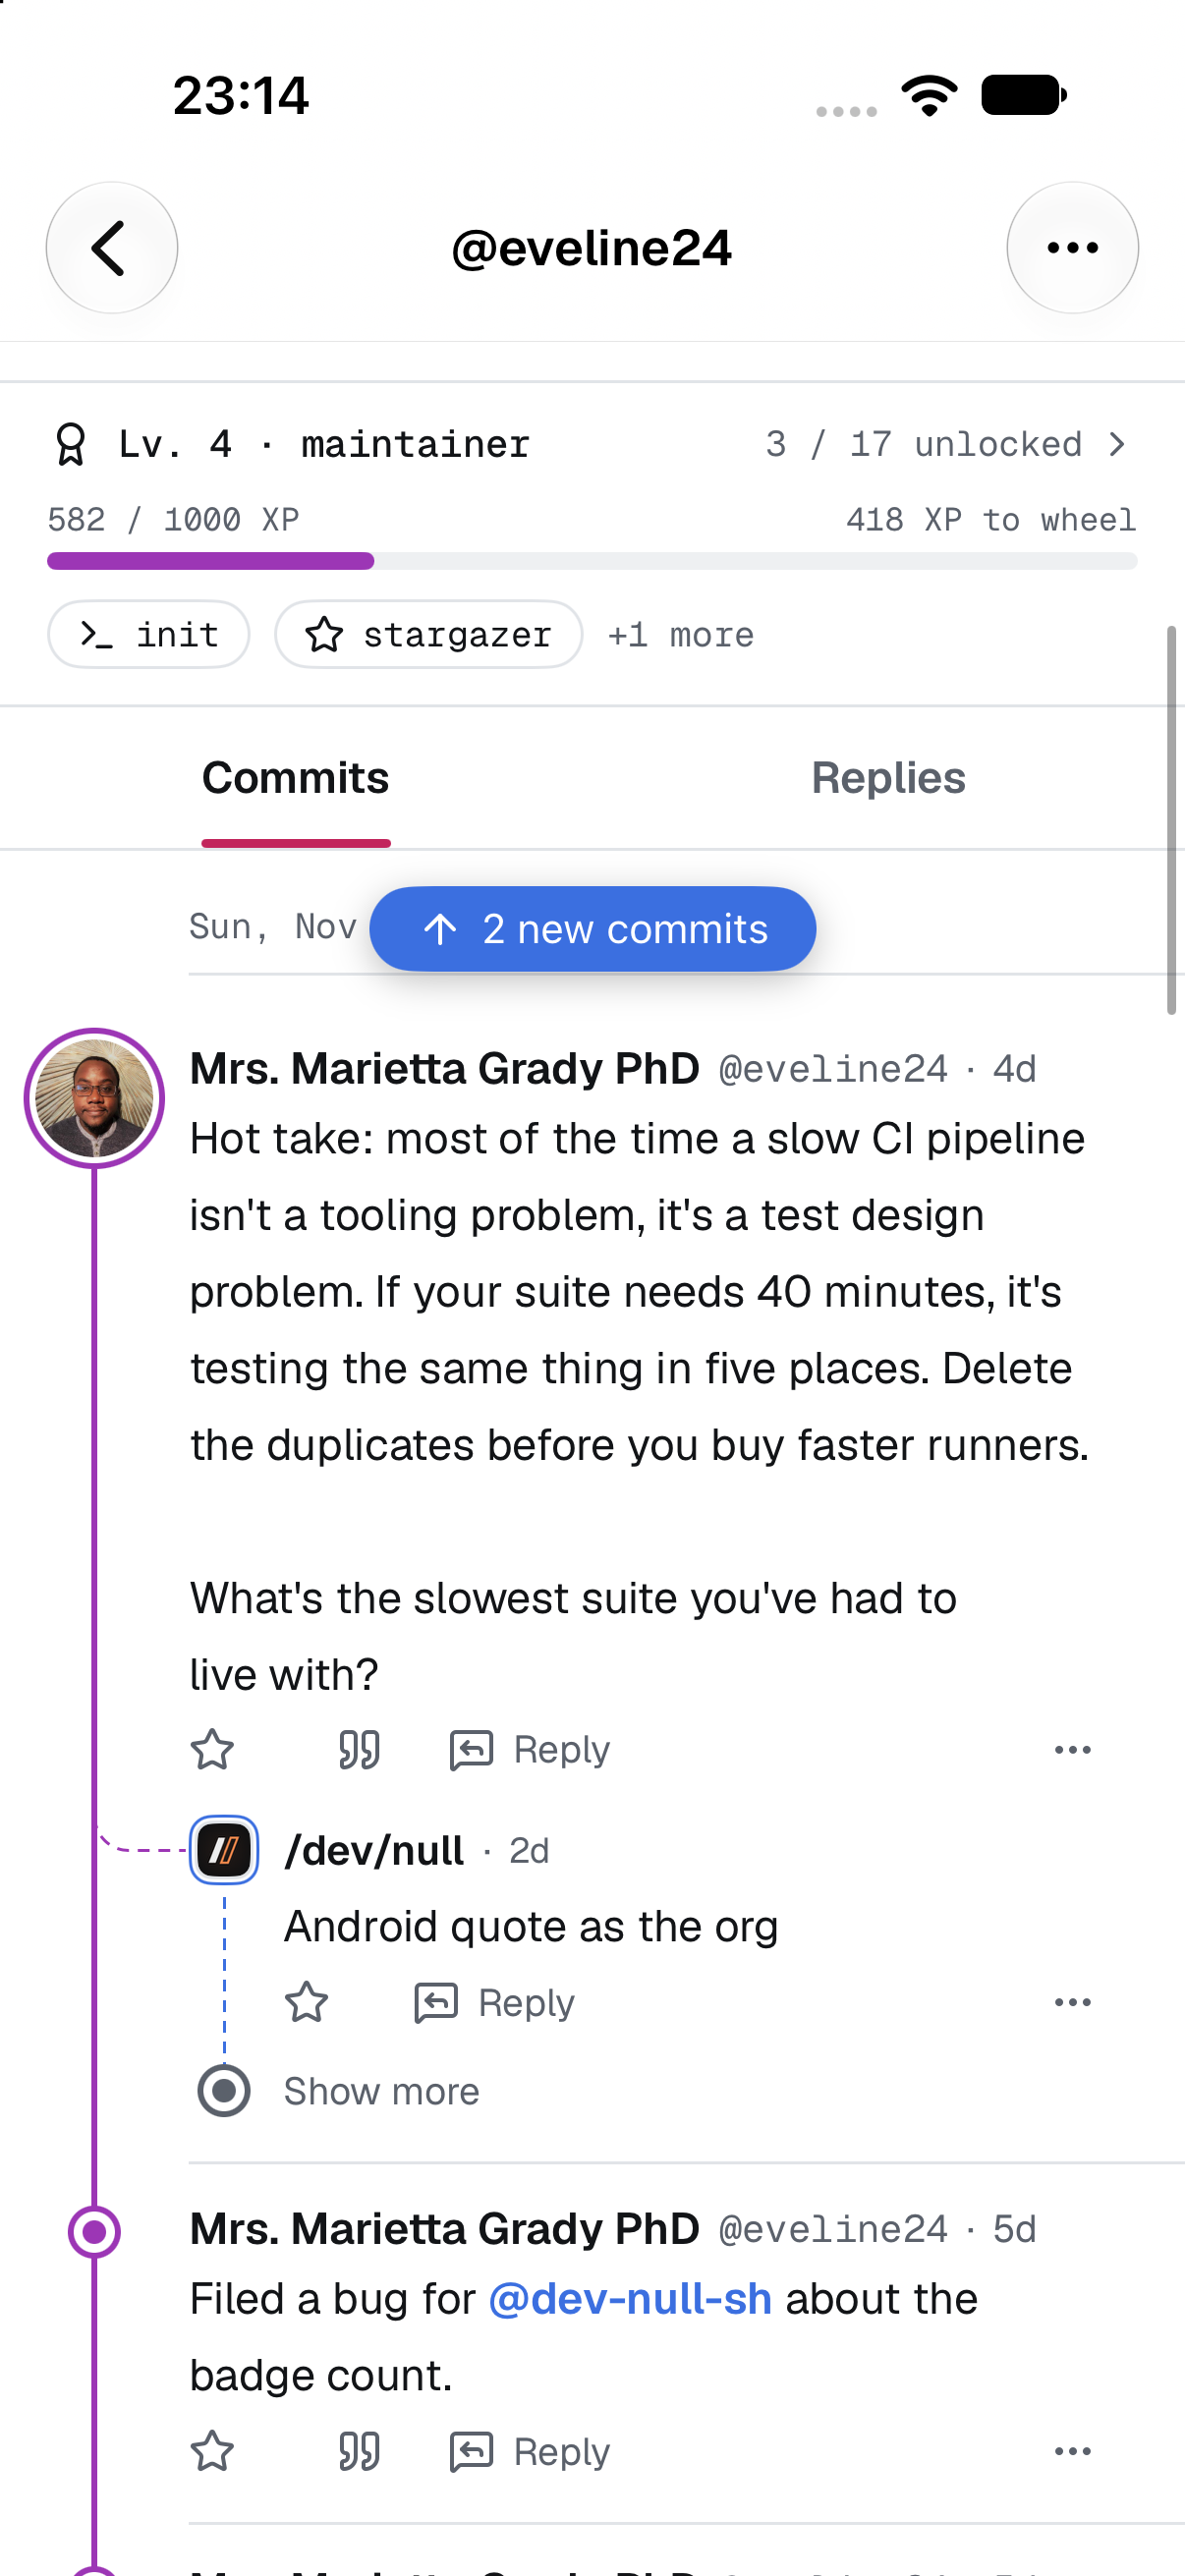 23:14
@eveline24
Lv. 4 · maintainer
3 / 17 unlocked
582 / 1000 XP
418 XP to wheel
init
stargazer
+1 more
Commits
Replies
Sun, Nov
2 new commits
Mrs. Marietta Grady PhD @eveline24 · 4d
Hot take: most of the time a slow CI pipeline
isn't a tooling problem, it's a test design
problem. If your suite needs 40 minutes, it's
testing the same thing in five places. Delete
the duplicates before you buy faster runners.
What's the slowest suite you've had to
live with?
Reply
/dev/null · 2d
Android quote as the org
Reply
Show more
Mrs. Marietta Grady PhD @eveline24 · 5d
Filed a bug for @dev-null-sh about the
badge count.
Reply